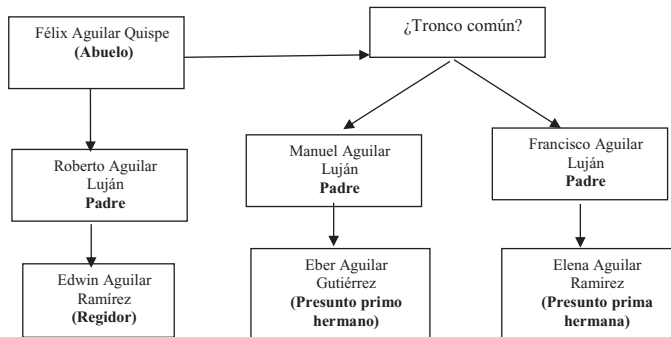 Félix Aguilar Quispe
(Abuelo)
¿Tronco común?
Roberto Aguilar
Luján
Padre
Manuel Aguilar
Luján
Padre
Francisco Aguilar
Luján
Padre
Edwin Aguilar
Ramírez
(Regidor)
Eber Aguilar
Gutiérrez
(Presunto primo
hermano)
Elena Aguilar
Ramirez
(Presunto prima
hermana)